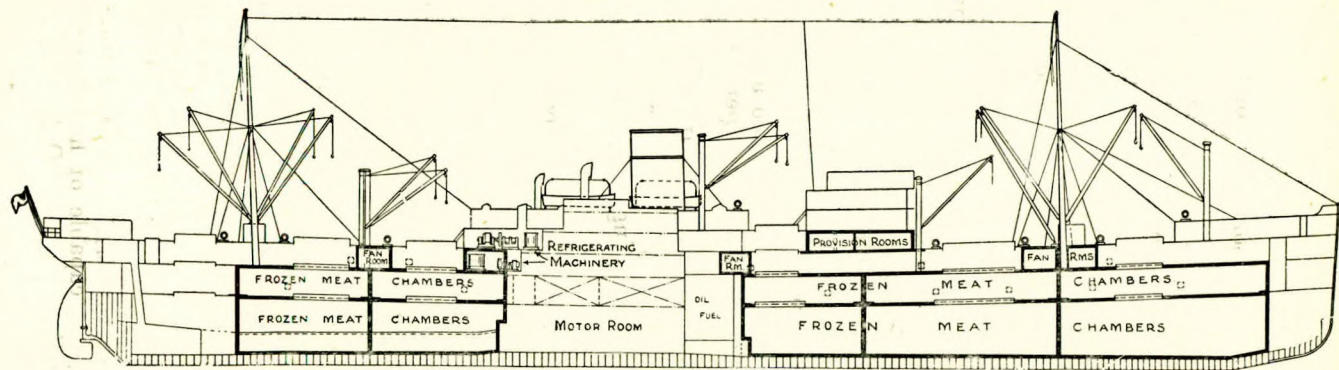 PROVISION ROOMS
REFRIGERATING
MACHINERY
FAN
ROOM
FAN
RM
FAN RMS
FROZEN MEAT CHAMBERS
FROZEN MEAT CHAMBERS
FROZEN MEAT CHAMBERS
FROZEN MEAT CHAMBERS
OIL
FUEL
MOTOR ROOM